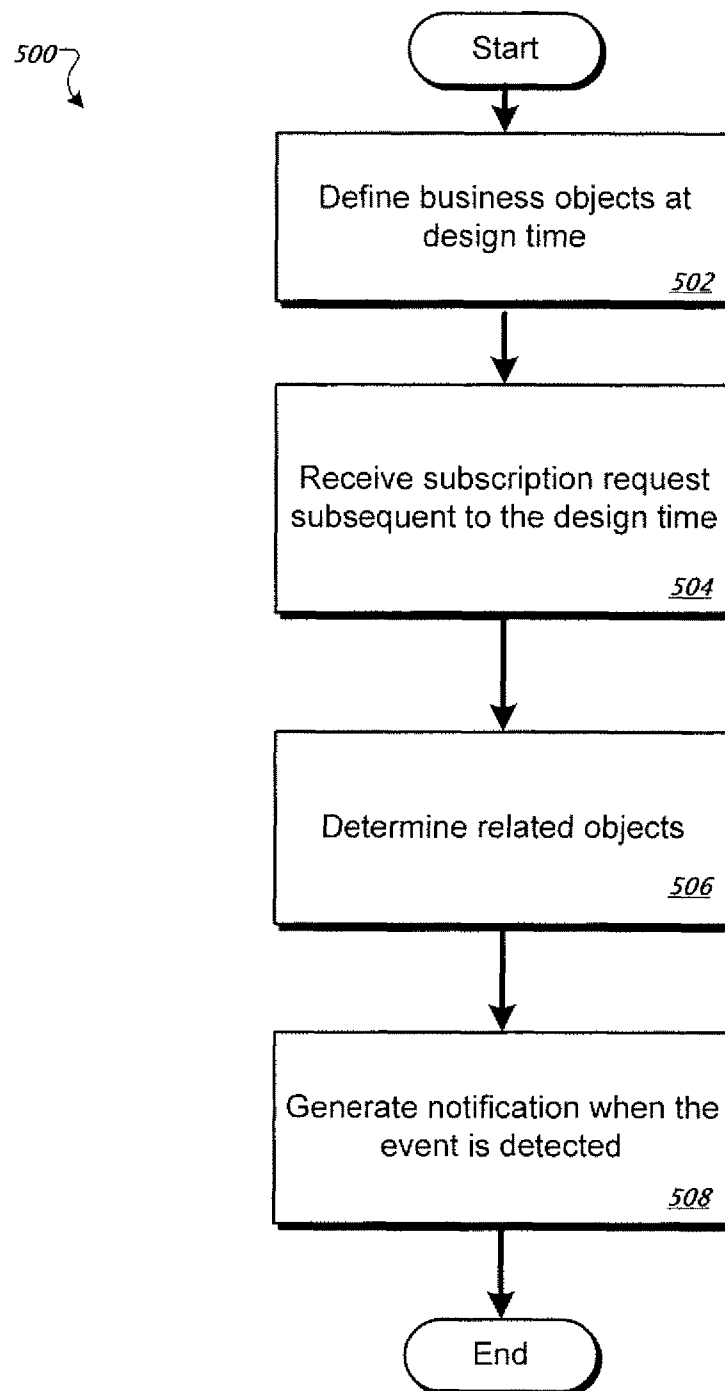 500
Start
Define business objects at
design time
502
Receive subscription request
subsequent to the design time
504
Determine related objects
506
Generate notification when the
event is detected
508
End